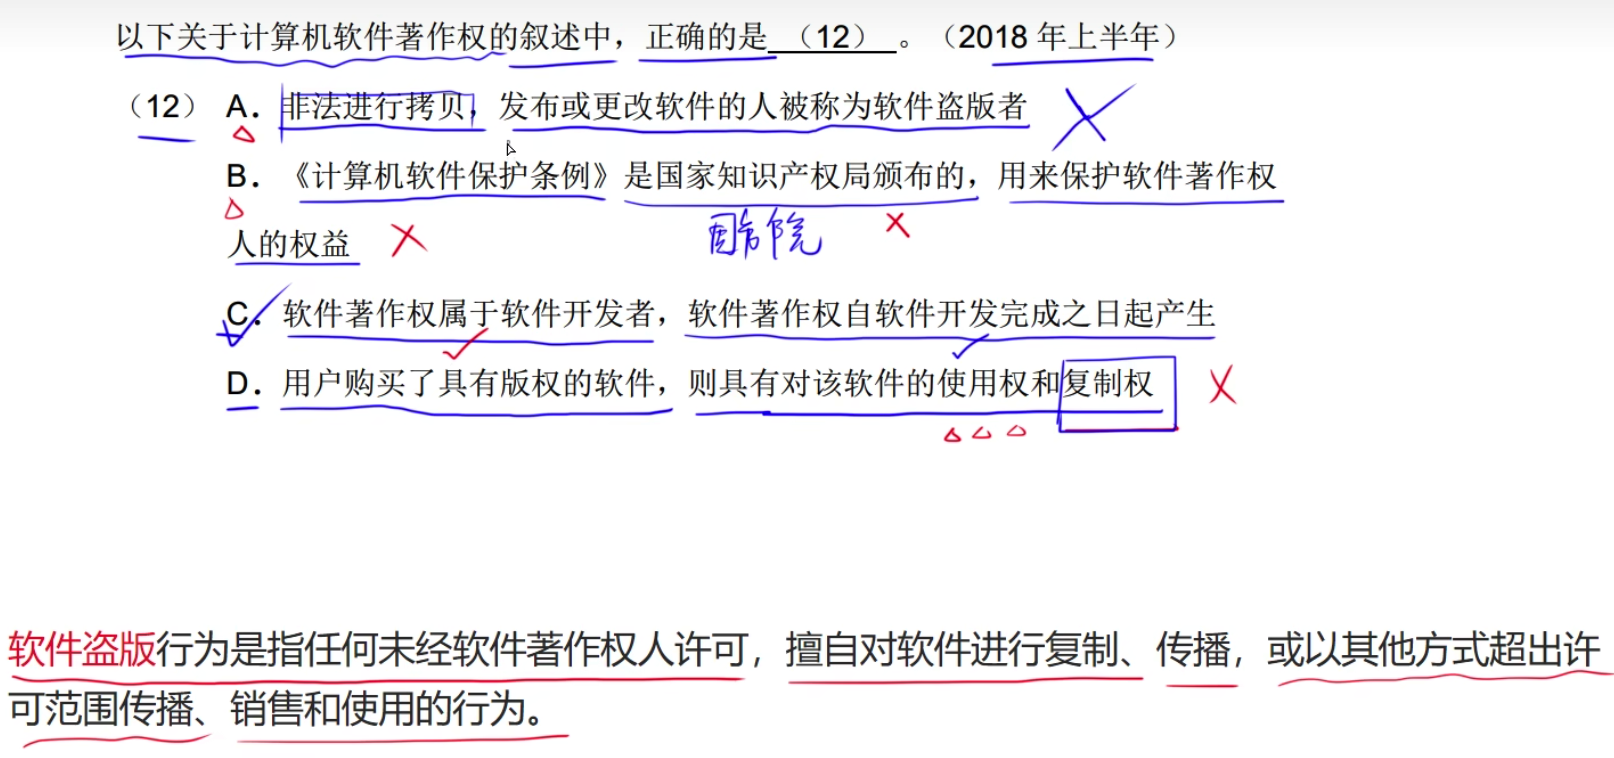 以下关于计算机软件著作权的叙述中，正确的是（12）。（2018 年上半年）
（12）A. 非法进行拷贝，发布或更改软件的人被称为软件盗版者
B. 《计算机软件保护条例》是国家知识产权局颁布的，用来保护软件著作权
国务院
人的权益
C. 软件著作权属于软件开发者，软件著作权自软件开发完成之日起产生
D. 用户购买了具有版权的软件，则具有对该软件的使用权和复制权
软件盗版行为是指任何未经软件著作权人许可，擅自对软件进行复制、传播，或以其他方式超出许
可范围传播、销售和使用的行为。